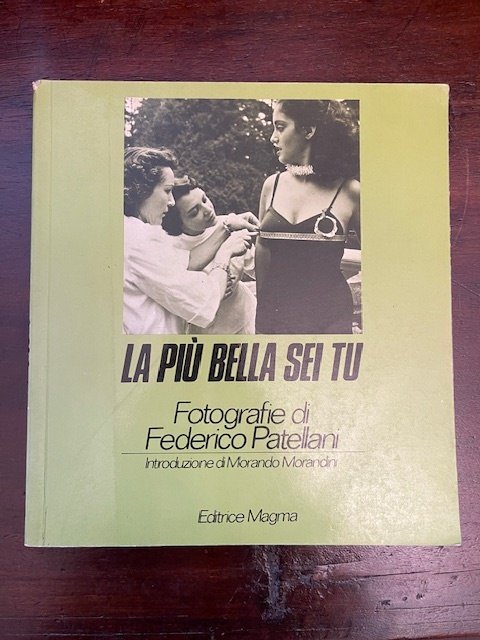 LA PIÙ BELLA SEI TU
Fotografie di
Federico Patellani
Introduzione di Morando Morandini
Editrice Magma